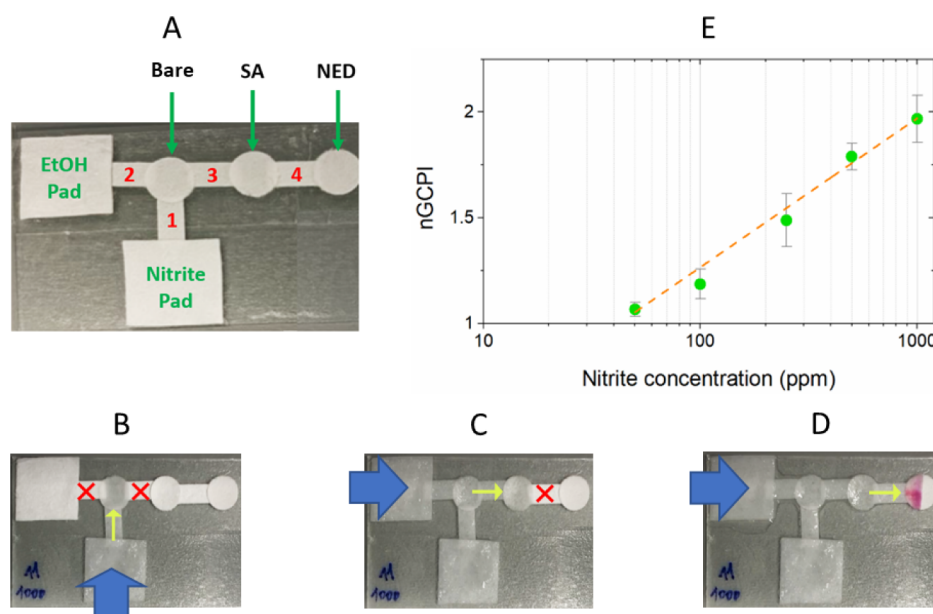 A
Bare
SA
NED
EtOH
Pad
2
3
4
1
Nitrite
Pad
E
nGCPI
2
1.5
1
10
100
1000
Nitrite concentration (ppm)
B
C
D